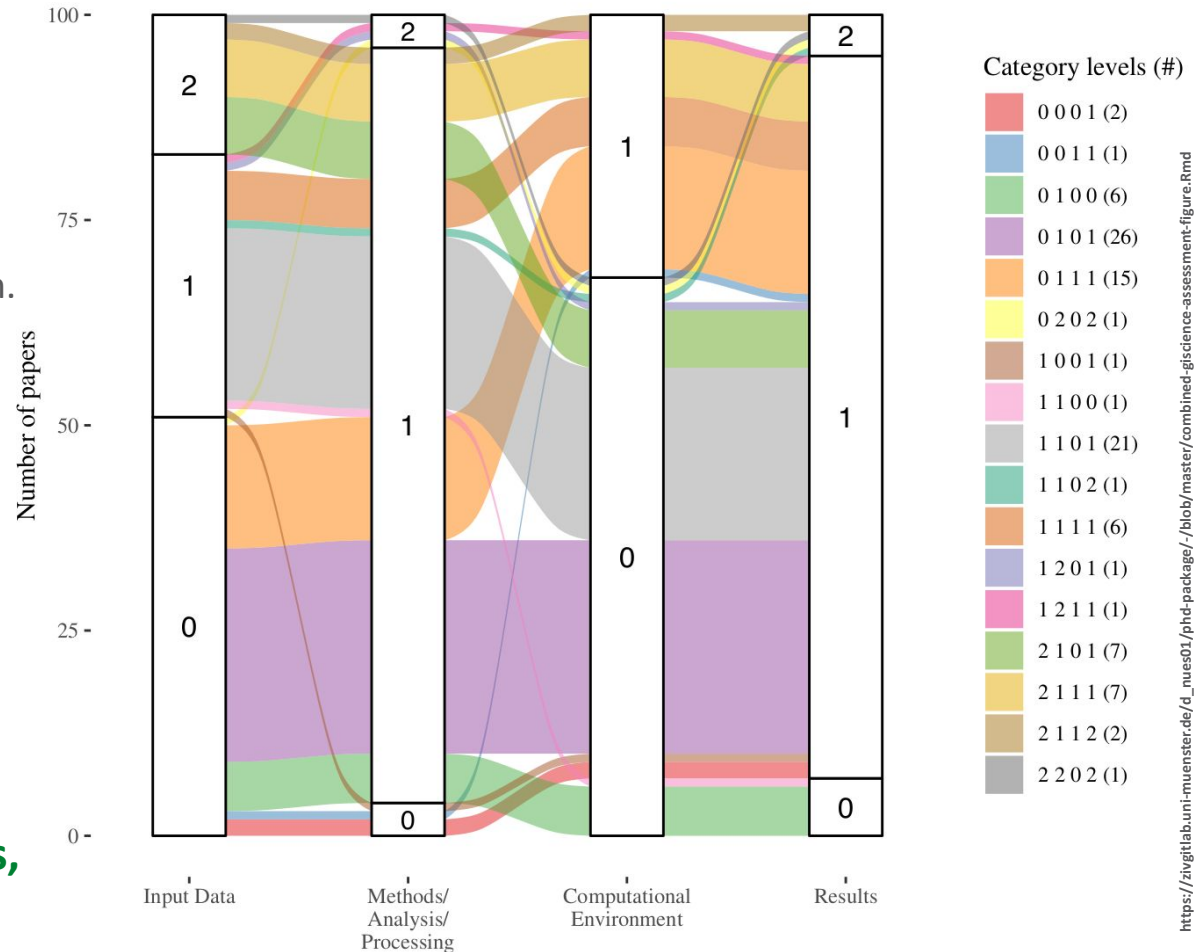 n.
s,
Number of papers
100
75
50
25
0
2
1
0
2
1
0
1
0
2
1
0
Input Data
Methods/
Analysis/
Processing
Computational
Environment
Results
Category levels (#)
0 0 0 1 (2)
0 0 1 1 (1)
0 1 0 0 (6)
0 1 0 1 (26)
0 1 1 1 (15)
0 2 0 2 (1)
1 0 0 1 (1)
1 1 0 0 (1)
1 1 0 1 (21)
1 1 0 2 (1)
1 1 1 1 (6)
1 2 0 1 (1)
1 2 1 1 (1)
2 1 0 1 (7)
2 1 1 1 (7)
2 1 1 2 (2)
2 2 0 2 (1)
https://zivgitlab.uni-muenster.de/d_nues01/phd-package/-/blob/master/combined-giscience-assessment-figure.Rmd